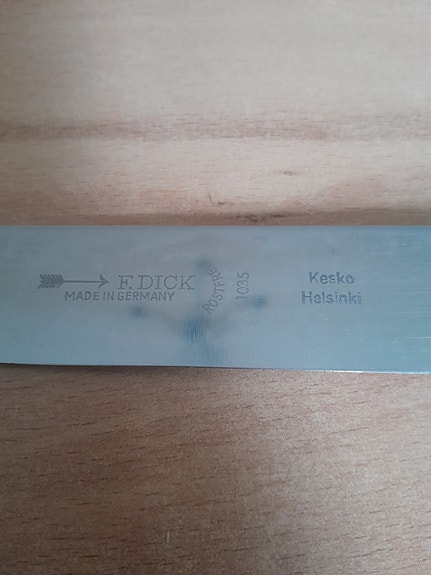 F. DICK
MADE IN GERMANY
ROSTFREI
1035
Kesko
Helsinki